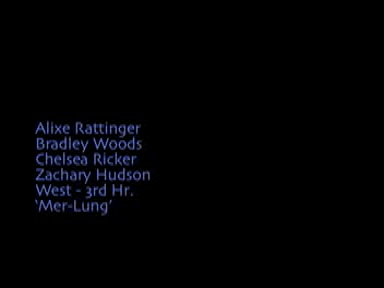 Alixe Rattinger
Bradley Woods
Chelsea Ricker
Zachary Hudson
West - 3rd Hr.
‘Mer-Lung’